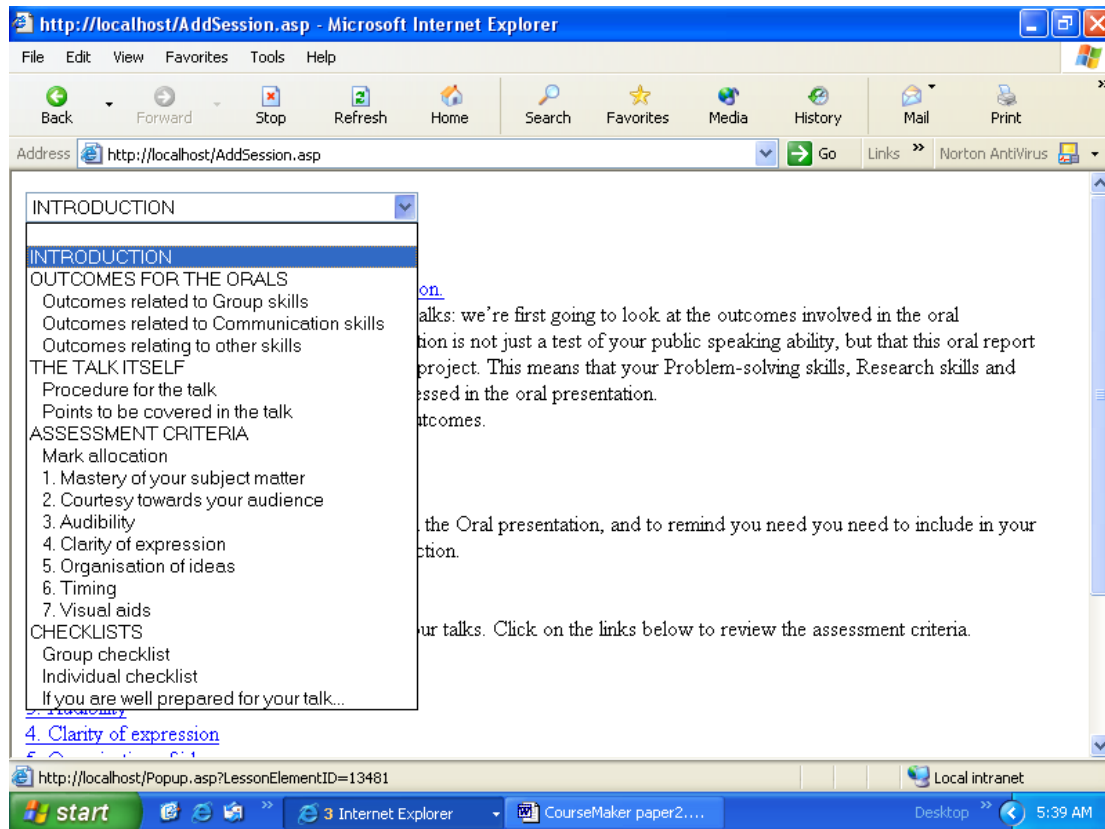 http://localhost/AddSession.asp - Microsoft Internet Explorer
File Edit View Favorites Tools Help
Back Forward Stop Refresh Home Search Favorites Media History Mail Print
Address http://localhost/AddSession.asp Go Links Norton AntiVirus
INTRODUCTION
INTRODUCTION
OUTCOMES FOR THE ORALS
Outcomes related to Group skills
Outcomes related to Communication skills
Outcomes relating to other skills
THE TALK ITSELF
Procedure for the talk
Points to be covered in the talk
ASSESSMENT CRITERIA
Mark allocation
1. Mastery of your subject matter
2. Courtesy towards your audience
3. Audibility
4. Clarity of expression
5. Organisation of ideas
6. Timing
7. Visual aids
CHECKLISTS
Group checklist
Individual checklist
If you are well prepared for your talk...
on.
alks: we're first going to look at the outcomes involved in the oral
tion is not just a test of your public speaking ability, but that this oral report
project. This means that your Problem-solving skills, Research skills and
essed in the oral presentation.
utcomes.
the Oral presentation, and to remind you need you need to include in your
ction.
ur talks. Click on the links below to review the assessment criteria.
3. Audibility
4. Clarity of expression
http://localhost/Popup.asp?LessonElementID=13481 Local intranet
start 3 Internet Explorer CourseMaker paper2.... Desktop 5:39 AM